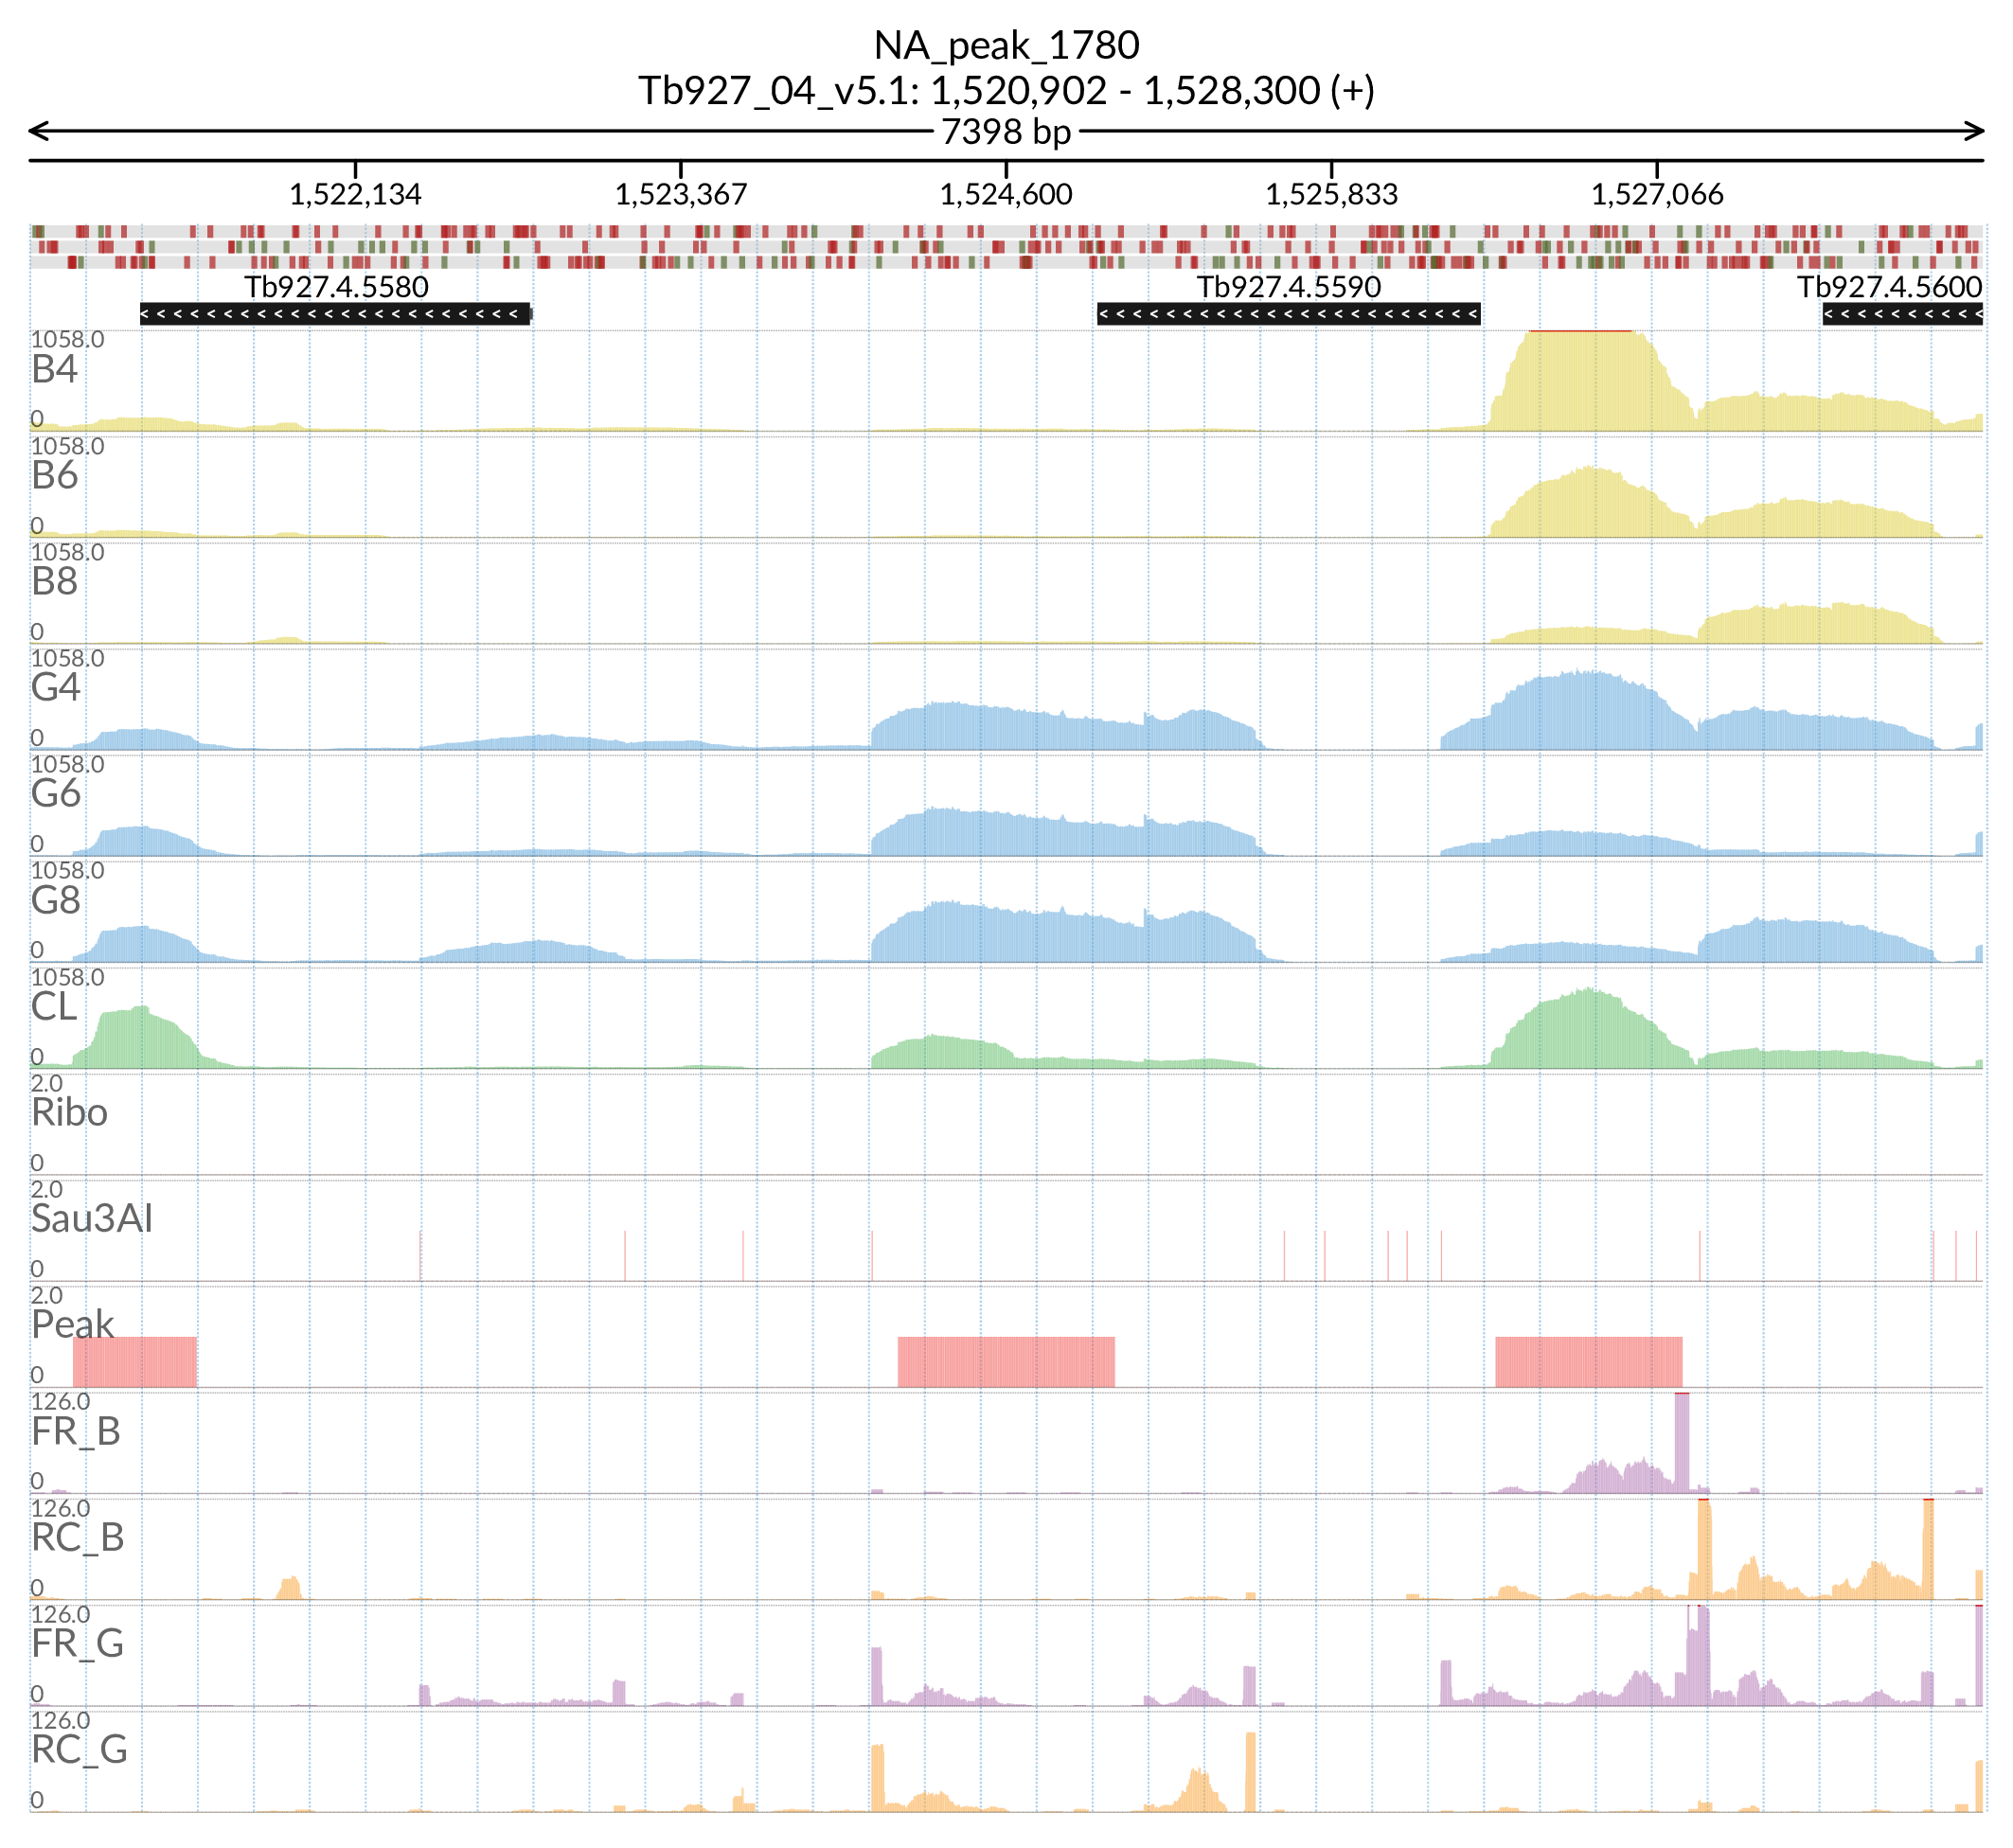 NA_peak_1780
Tb927_04_v5.1: 1,520,902 - 1,528,300 (+)
7398 bp
1,522,134 1,523,367 1,524,600 1,525,833 1,527,066
Tb927.4.5580 Tb927.4.5590 Tb927.4.5600
1058.0
B4
0
1058.0
B6
0
1058.0
B8
0
1058.0
G4
0
1058.0
G6
0
1058.0
G8
0
1058.0
CL
0
2.0
Ribo
0
2.0
Sau3AI
0
2.0
Peak
0
126.0
FR_B
0
126.0
RC_B
0
126.0
FR_G
0
126.0
RC_G
0